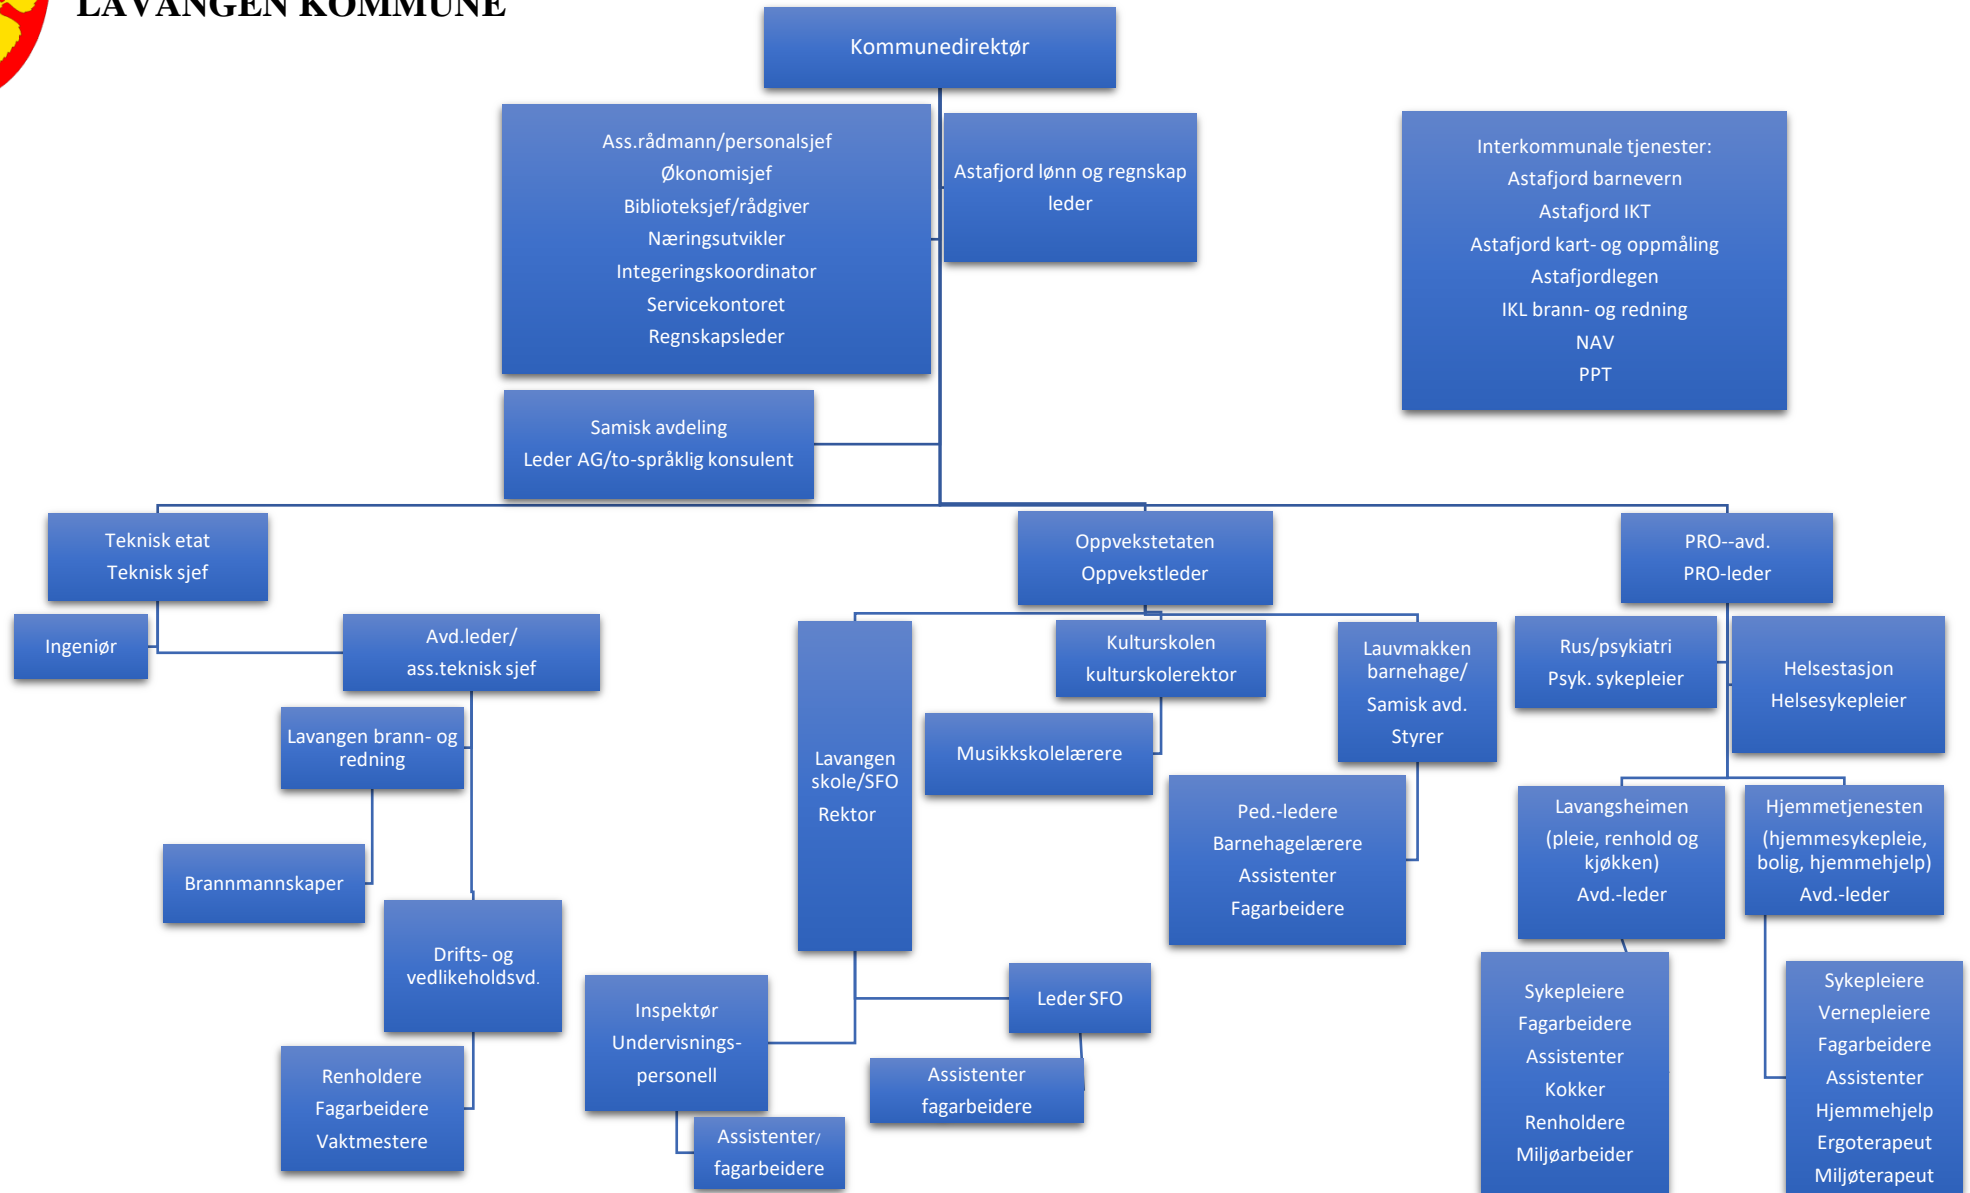 LAVANGEN KOMMUNE
Kommunedirektør
Ass.rådmann/personalsjef
Økonomisjef
Biblioteksjef/rådgiver
Næringsutvikler
Integeringskoordinator
Servicekontoret
Regnskapsleder
Astafjord lønn og regnskap
leder
Interkommunale tjenester:
Astafjord barnevern
Astafjord IKT
Astafjord kart- og oppmåling
Astafjordlegen
IKL brann- og redning
NAV
PPT
Samisk avdeling
Leder AG/to-språklig konsulent
Teknisk etat
Teknisk sjef
Oppvekstetaten
Oppvekstleder
PRO--avd.
PRO-leder
Ingeniør
Avd.leder/
ass.teknisk sjef
Lavangen brann- og
redning
Brannmannskaper
Drifts- og
vedlikeholdsvd.
Renholdere
Fagarbeidere
Vaktmestere
Lavangen
skole/SFO
Rektor
Kulturskolen
kulturskolerektor
Musikkskolelærere
Lauvmakken
barnehage/
Samisk avd.
Styrer
Ped.-ledere
Barnehagelærere
Assistenter
Fagarbeidere
Inspektør
Undervisnings-
personell
Assistenter/
fagarbeidere
Leder SFO
Assistenter
fagarbeidere
Rus/psykiatri
Psyk. sykepleier
Helsestasjon
Helsesykepleier
Lavangsheimen
(pleie, renhold og
kjøkken)
Avd.-leder
Hjemmetjenesten
(hjemmesykepleie,
bolig, hjemmehjelp)
Avd.-leder
Sykepleiere
Fagarbeidere
Assistenter
Kokker
Renholdere
Miljøarbeider
Sykepleiere
Vernepleiere
Fagarbeidere
Assistenter
Hjemmehjelp
Ergoterapeut
Miljøterapeut